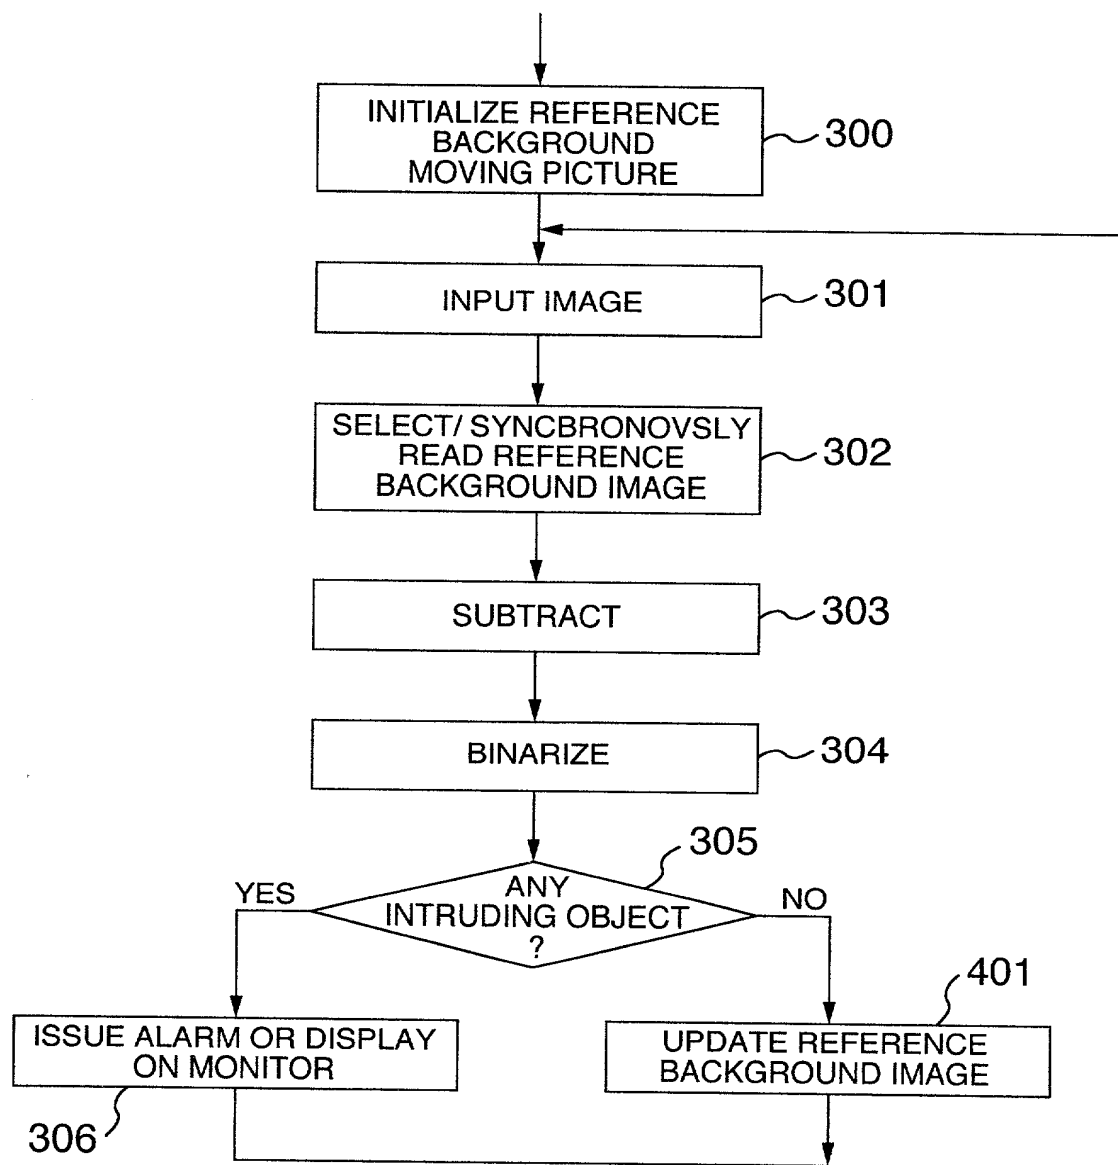 INITIALIZE REFERENCE
BACKGROUND
MOVING PICTURE
300
INPUT IMAGE
301
SELECT/ SYNCBRONOVSLY
READ REFERENCE
BACKGROUND IMAGE
302
SUBTRACT
303
BINARIZE
304
305
YES
ANY
INTRUDING OBJECT
?
NO
401
ISSUE ALARM OR DISPLAY
ON MONITOR
UPDATE REFERENCE
BACKGROUND IMAGE
306